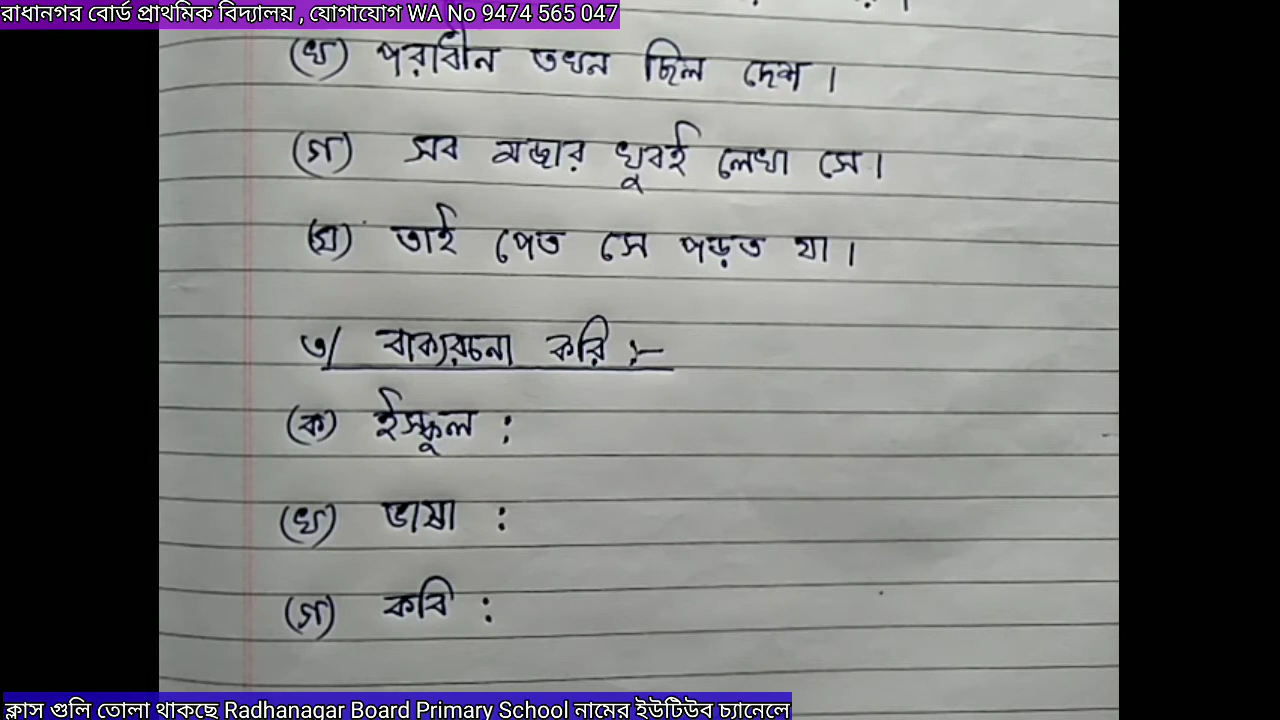 রাধানগর বোর্ড প্রাথমিক বিদ্যালয় , যোগাযোগ WA No 9474 565 047
(খ) পরাধীন তখন ছিল দেশ ।
(গ) সব মজার খুবই লেখা সে ।
(ঘ) তাই পেত সে পড়ত যা ।
৩/ বাক্যরচনা করি :-
(ক) ইস্কুল :
(খ) ভাষা :
(গ) কবি :
ক্লাস গুলি তোলা থাকছে Radhanagar Board Primary School নামের ইউটিউব চ্যানেলে